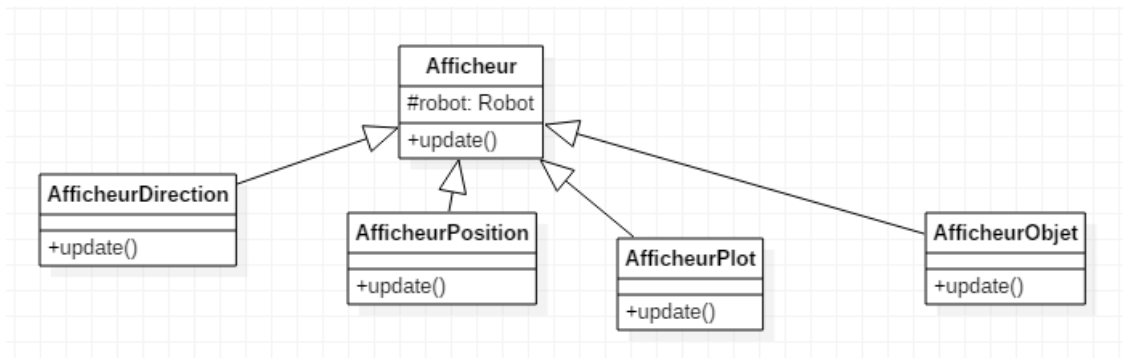 Afficheur
#robot: Robot
+update()
AfficheurDirection
+update()
AfficheurPosition
+update()
AfficheurPlot
+update()
AfficheurObjet
+update()